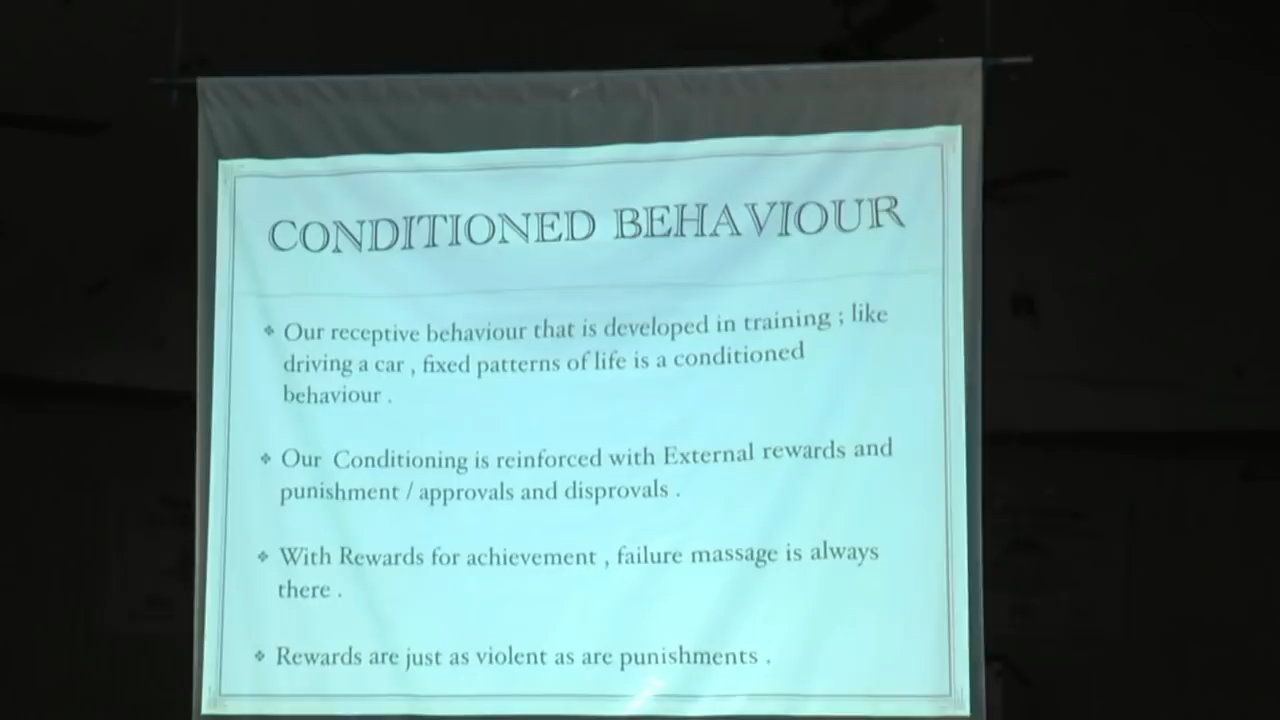 CONDITIONED BEHAVIOUR
❖ Our receptive behaviour that is developed in training ; like
driving a car , fixed patterns of life is a conditioned
behaviour .
❖ Our Conditioning is reinforced with External rewards and
punishment / approvals and disprovals .
❖ With Rewards for achievement , failure massage is always
there .
❖ Rewards are just as violent as are punishments .